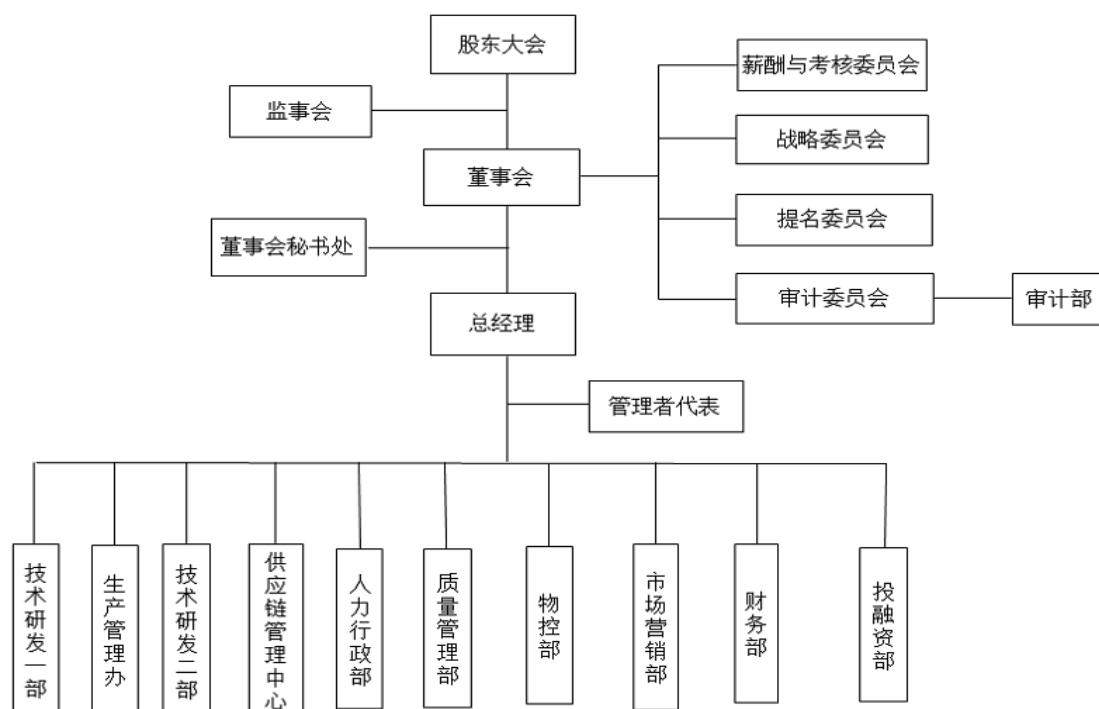 股东大会
薪酬与考核委员会
监事会
战略委员会
董事会
提名委员会
董事会秘书处
审计委员会
审计部
总经理
管理者代表
技术研发一部
生产管理办
技术研发二部
供应链管理中心
人力行政部
质量管理部
物控部
市场营销部
财务部
投融资部